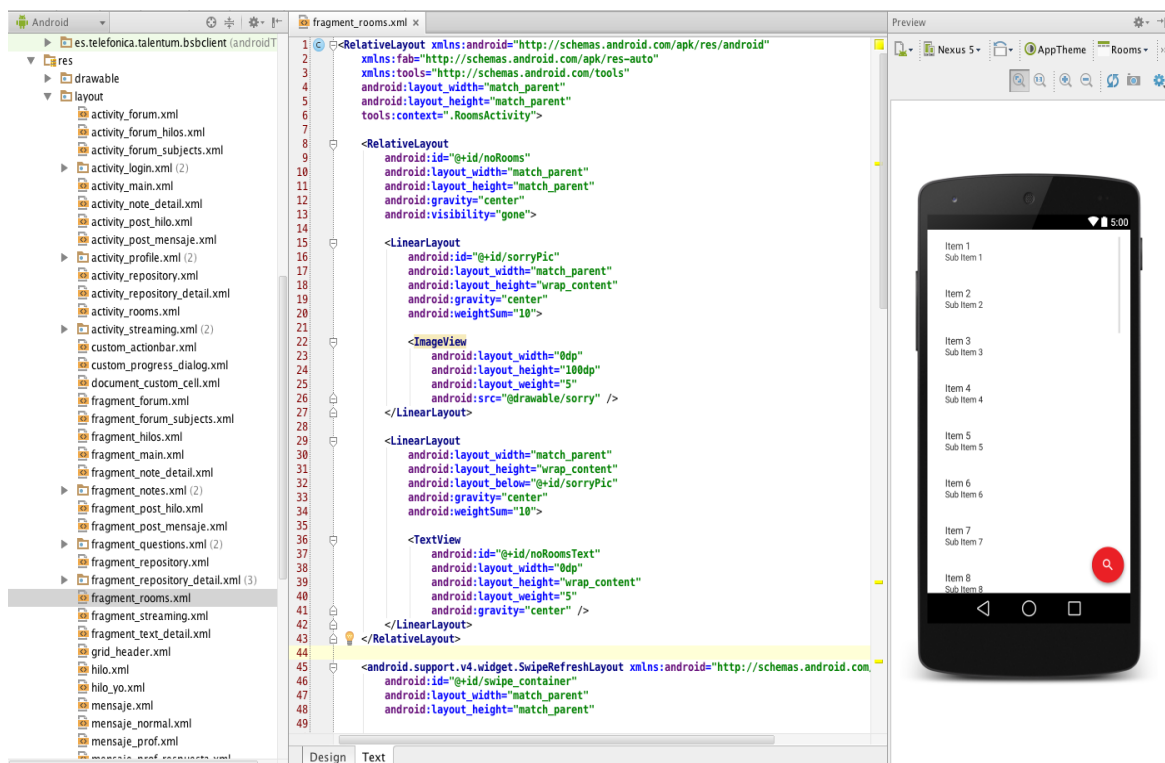 Android
es.telefonica.talentum.bsbclient (androidT
res
drawable
layout
activity_forum.xml
activity_forum_hilos.xml
activity_forum_subjects.xml
activity_login.xml (2)
activity_main.xml
activity_note_detail.xml
activity_post_hilo.xml
activity_post_mensaje.xml
activity_profile.xml (2)
activity_repository.xml
activity_repository_detail.xml
activity_rooms.xml
activity_streaming.xml (2)
custom_actionbar.xml
custom_progress_dialog.xml
document_custom_cell.xml
fragment_forum.xml
fragment_forum_subjects.xml
fragment_hilos.xml
fragment_main.xml
fragment_note_detail.xml
fragment_notes.xml (2)
fragment_post_hilo.xml
fragment_post_mensaje.xml
fragment_questions.xml (2)
fragment_repository.xml
fragment_repository_detail.xml (3)
fragment_rooms.xml
fragment_streaming.xml
fragment_text_detail.xml
grid_header.xml
hilo.xml
hilo_yo.xml
mensaje.xml
mensaje_normal.xml
mensaje_prof.xml
mensaje_prof_respuesta.xml
fragment_rooms.xml ×
1 C <RelativeLayout xmlns:android="http://schemas.android.com/apk/res/android"
2 xmlns:fab="http://schemas.android.com/apk/res-auto"
3 xmlns:tools="http://schemas.android.com/tools"
4 android:layout_width="match_parent"
5 android:layout_height="match_parent"
6 tools:context=".RoomsActivity">
7
8 <RelativeLayout
9 android:id="@+id/noRooms"
10 android:layout_width="match_parent"
11 android:layout_height="match_parent"
12 android:gravity="center"
13 android:visibility="gone">
14
15 <LinearLayout
16 android:id="@+id/sorryPic"
17 android:layout_width="match_parent"
18 android:layout_height="wrap_content"
19 android:gravity="center"
20 android:weightSum="10">
21
22 <ImageView
23 android:layout_width="0dp"
24 android:layout_height="100dp"
25 android:layout_weight="5"
26 android:src="@drawable/sorry" />
27 </LinearLayout>
28
29 <LinearLayout
30 android:layout_width="match_parent"
31 android:layout_height="wrap_content"
32 android:layout_below="@+id/sorryPic"
33 android:gravity="center"
34 android:weightSum="10">
35
36 <TextView
37 android:id="@+id/noRoomsText"
38 android:layout_width="0dp"
39 android:layout_height="wrap_content"
40 android:layout_weight="5"
41 android:gravity="center" />
42 </LinearLayout>
43 </RelativeLayout>
44
45 <android.support.v4.widget.SwipeRefreshLayout xmlns:android="http://schemas.android.com
46 android:id="@+id/swipe_container"
47 android:layout_width="match_parent"
48 android:layout_height="match_parent"
49
Design Text
Preview
Nexus 5 AppTheme Rooms
5:00
Item 1
Sub Item 1
Item 2
Sub Item 2
Item 3
Sub Item 3
Item 4
Sub Item 4
Item 5
Sub Item 5
Item 6
Sub Item 6
Item 7
Sub Item 7
Item 8
Sub Item 8